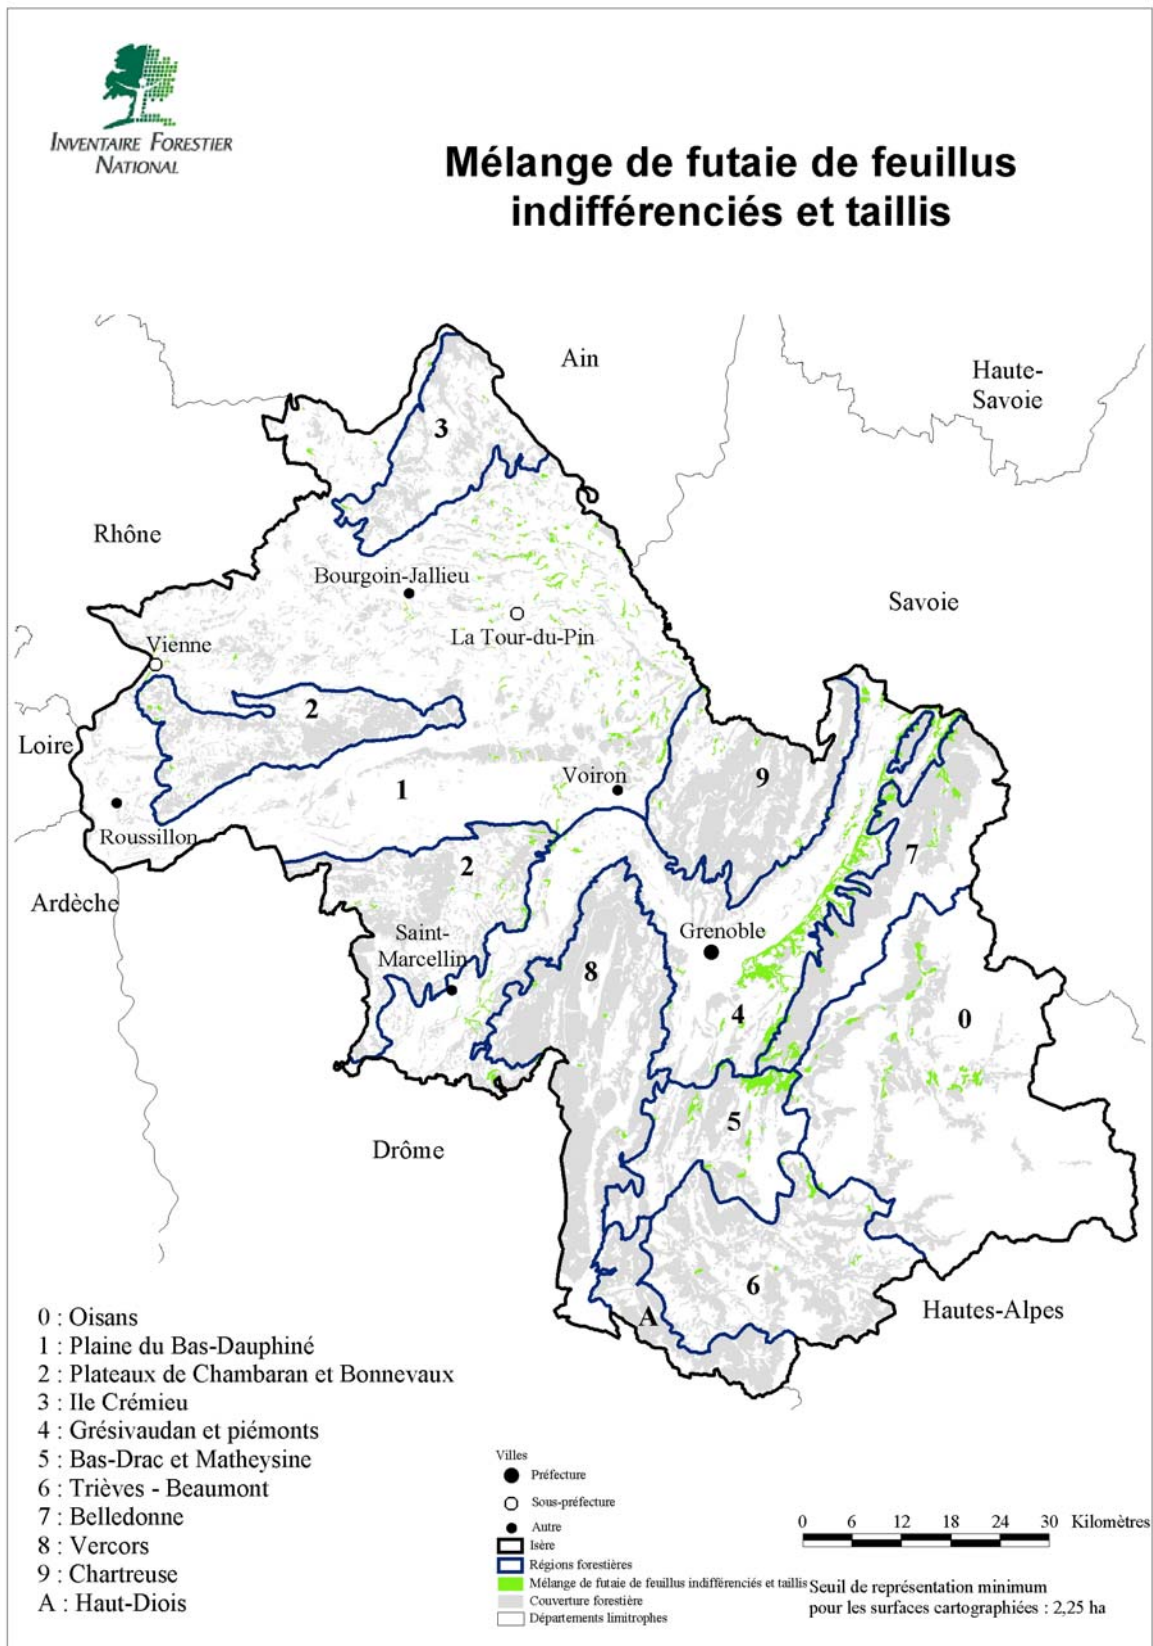 INVENTAIRE FORESTIER
NATIONAL
Mélange de futaie de feuillus
indifférenciés et taillis
Ain
Haute-
Savoie
3
Rhône
Bourgoin-Jallieu
Savoie
La Tour-du-Pin
Vienne
2
Loire
9
Voiron
1
Roussillon
7
2
Ardèche
Grenoble
Saint-
Marcellin
8
4
0
5
Drôme
6
Hautes-Alpes
A
0 : Oisans
1 : Plaine du Bas-Dauphiné
2 : Plateaux de Chambaran et Bonnevaux
3 : Ile Crémieu
4 : Grésivaudan et piémonts
5 : Bas-Drac et Matheysine
6 : Trièves - Beaumont
7 : Belledonne
8 : Vercors
9 : Chartreuse
A : Haut-Diois
Villes
Préfecture
Sous-préfecture
Autre
Isère
Régions forestières
Mélange de futaie de feuillus indifférenciés et taillis
Couverture forestière
Départements limitrophes
0 6 12 18 24 30 Kilomètres
Seuil de représentation minimum
pour les surfaces cartographiées : 2,25 ha